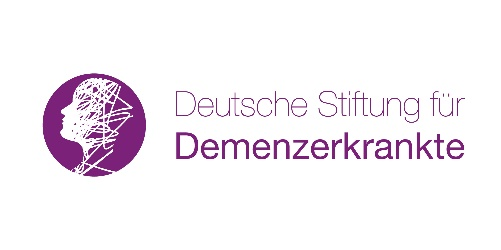 Deutsche Stiftung für
Demenzerkrankte